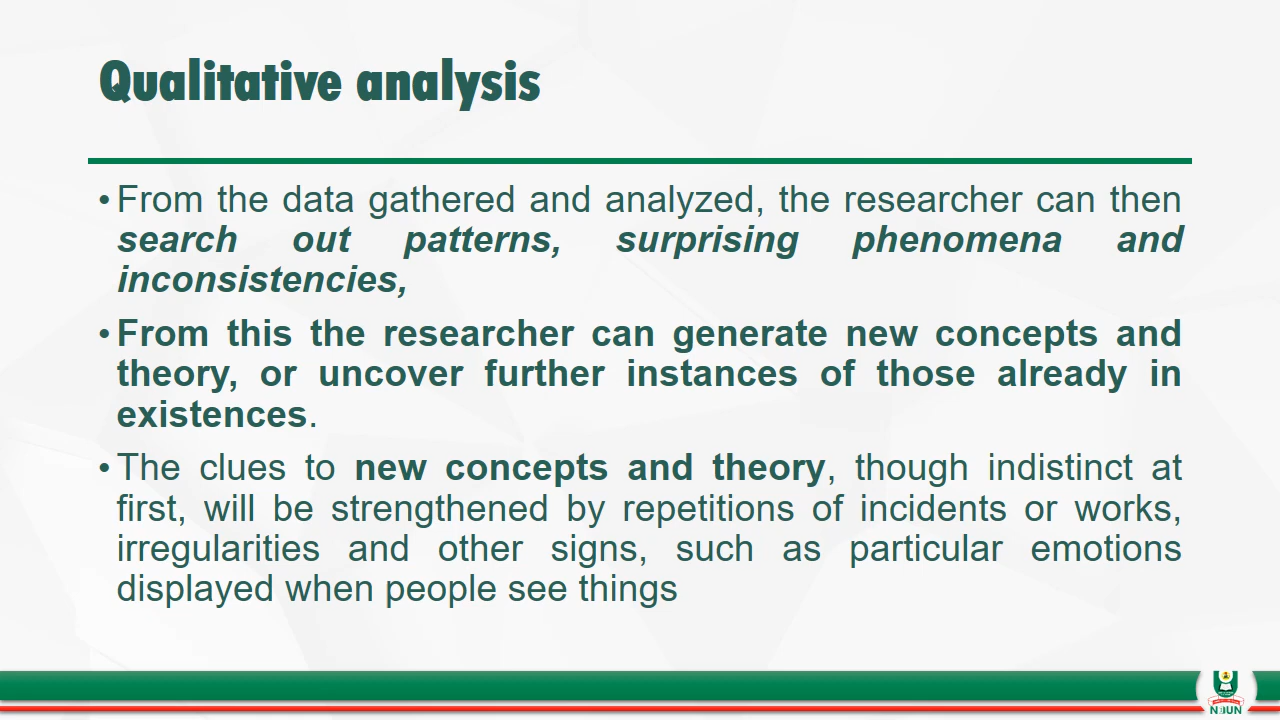 Qualitative analysis
• From the data gathered and analyzed, the researcher can then
search out patterns, surprising phenomena and
inconsistencies,
• From this the researcher can generate new concepts and
theory, or uncover further instances of those already in
existences.
• The clues to new concepts and theory, though indistinct at
first, will be strengthened by repetitions of incidents or works,
irregularities and other signs, such as particular emotions
displayed when people see things
NOUN